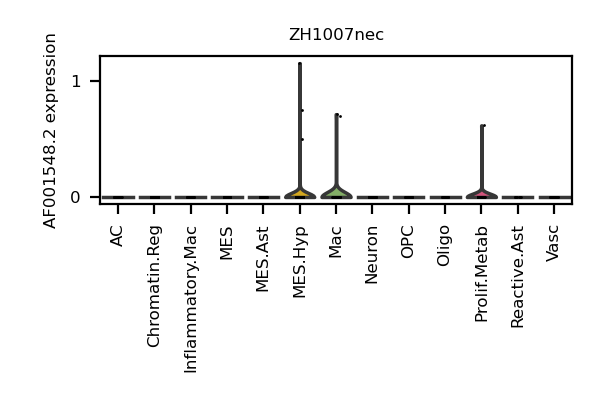 ZH1007nec
AF001548.2 expression
1
0
AC
Chromatin.Reg
Inflammatory.Mac
MES
MES.Ast
MES.Hyp
Mac
Neuron
OPC
Oligo
Prolif.Metab
Reactive.Ast
Vasc